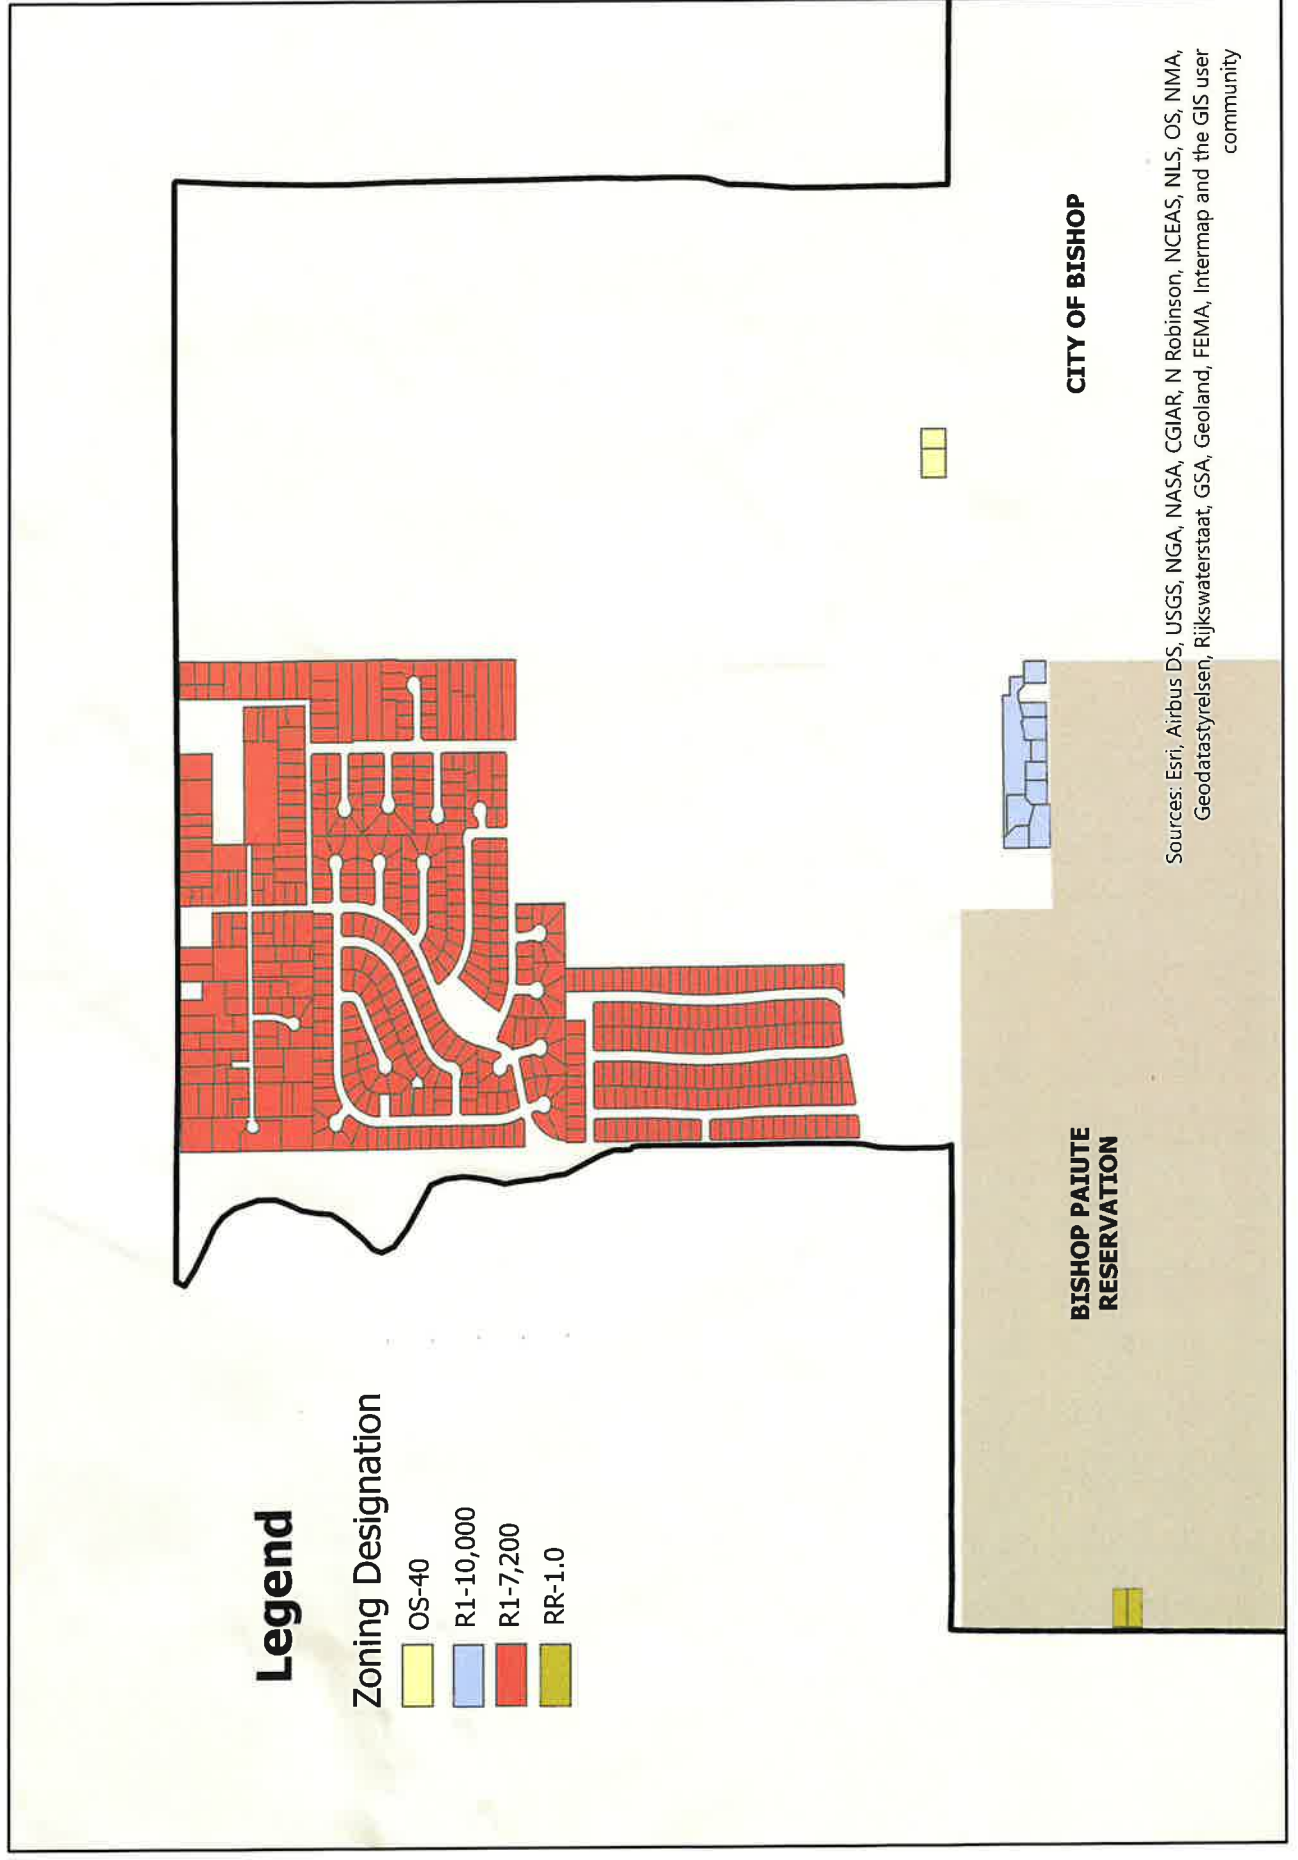 Legend
Zoning Designation
OS-40
R1-10,000
R1-7,200
RR-1.0
BISHOP PAIUTE
RESERVATION
CITY OF BISHOP
Sources: Esri, Airbus DS, USGS, NGA, NASA, CGIAR, N Robinson, NCEAS, NLS, OS, NMA,
Geodatastyrelsen, Rijkswaterstaat, GSA, Geoland, FEMA, Intermap and the GIS user
community